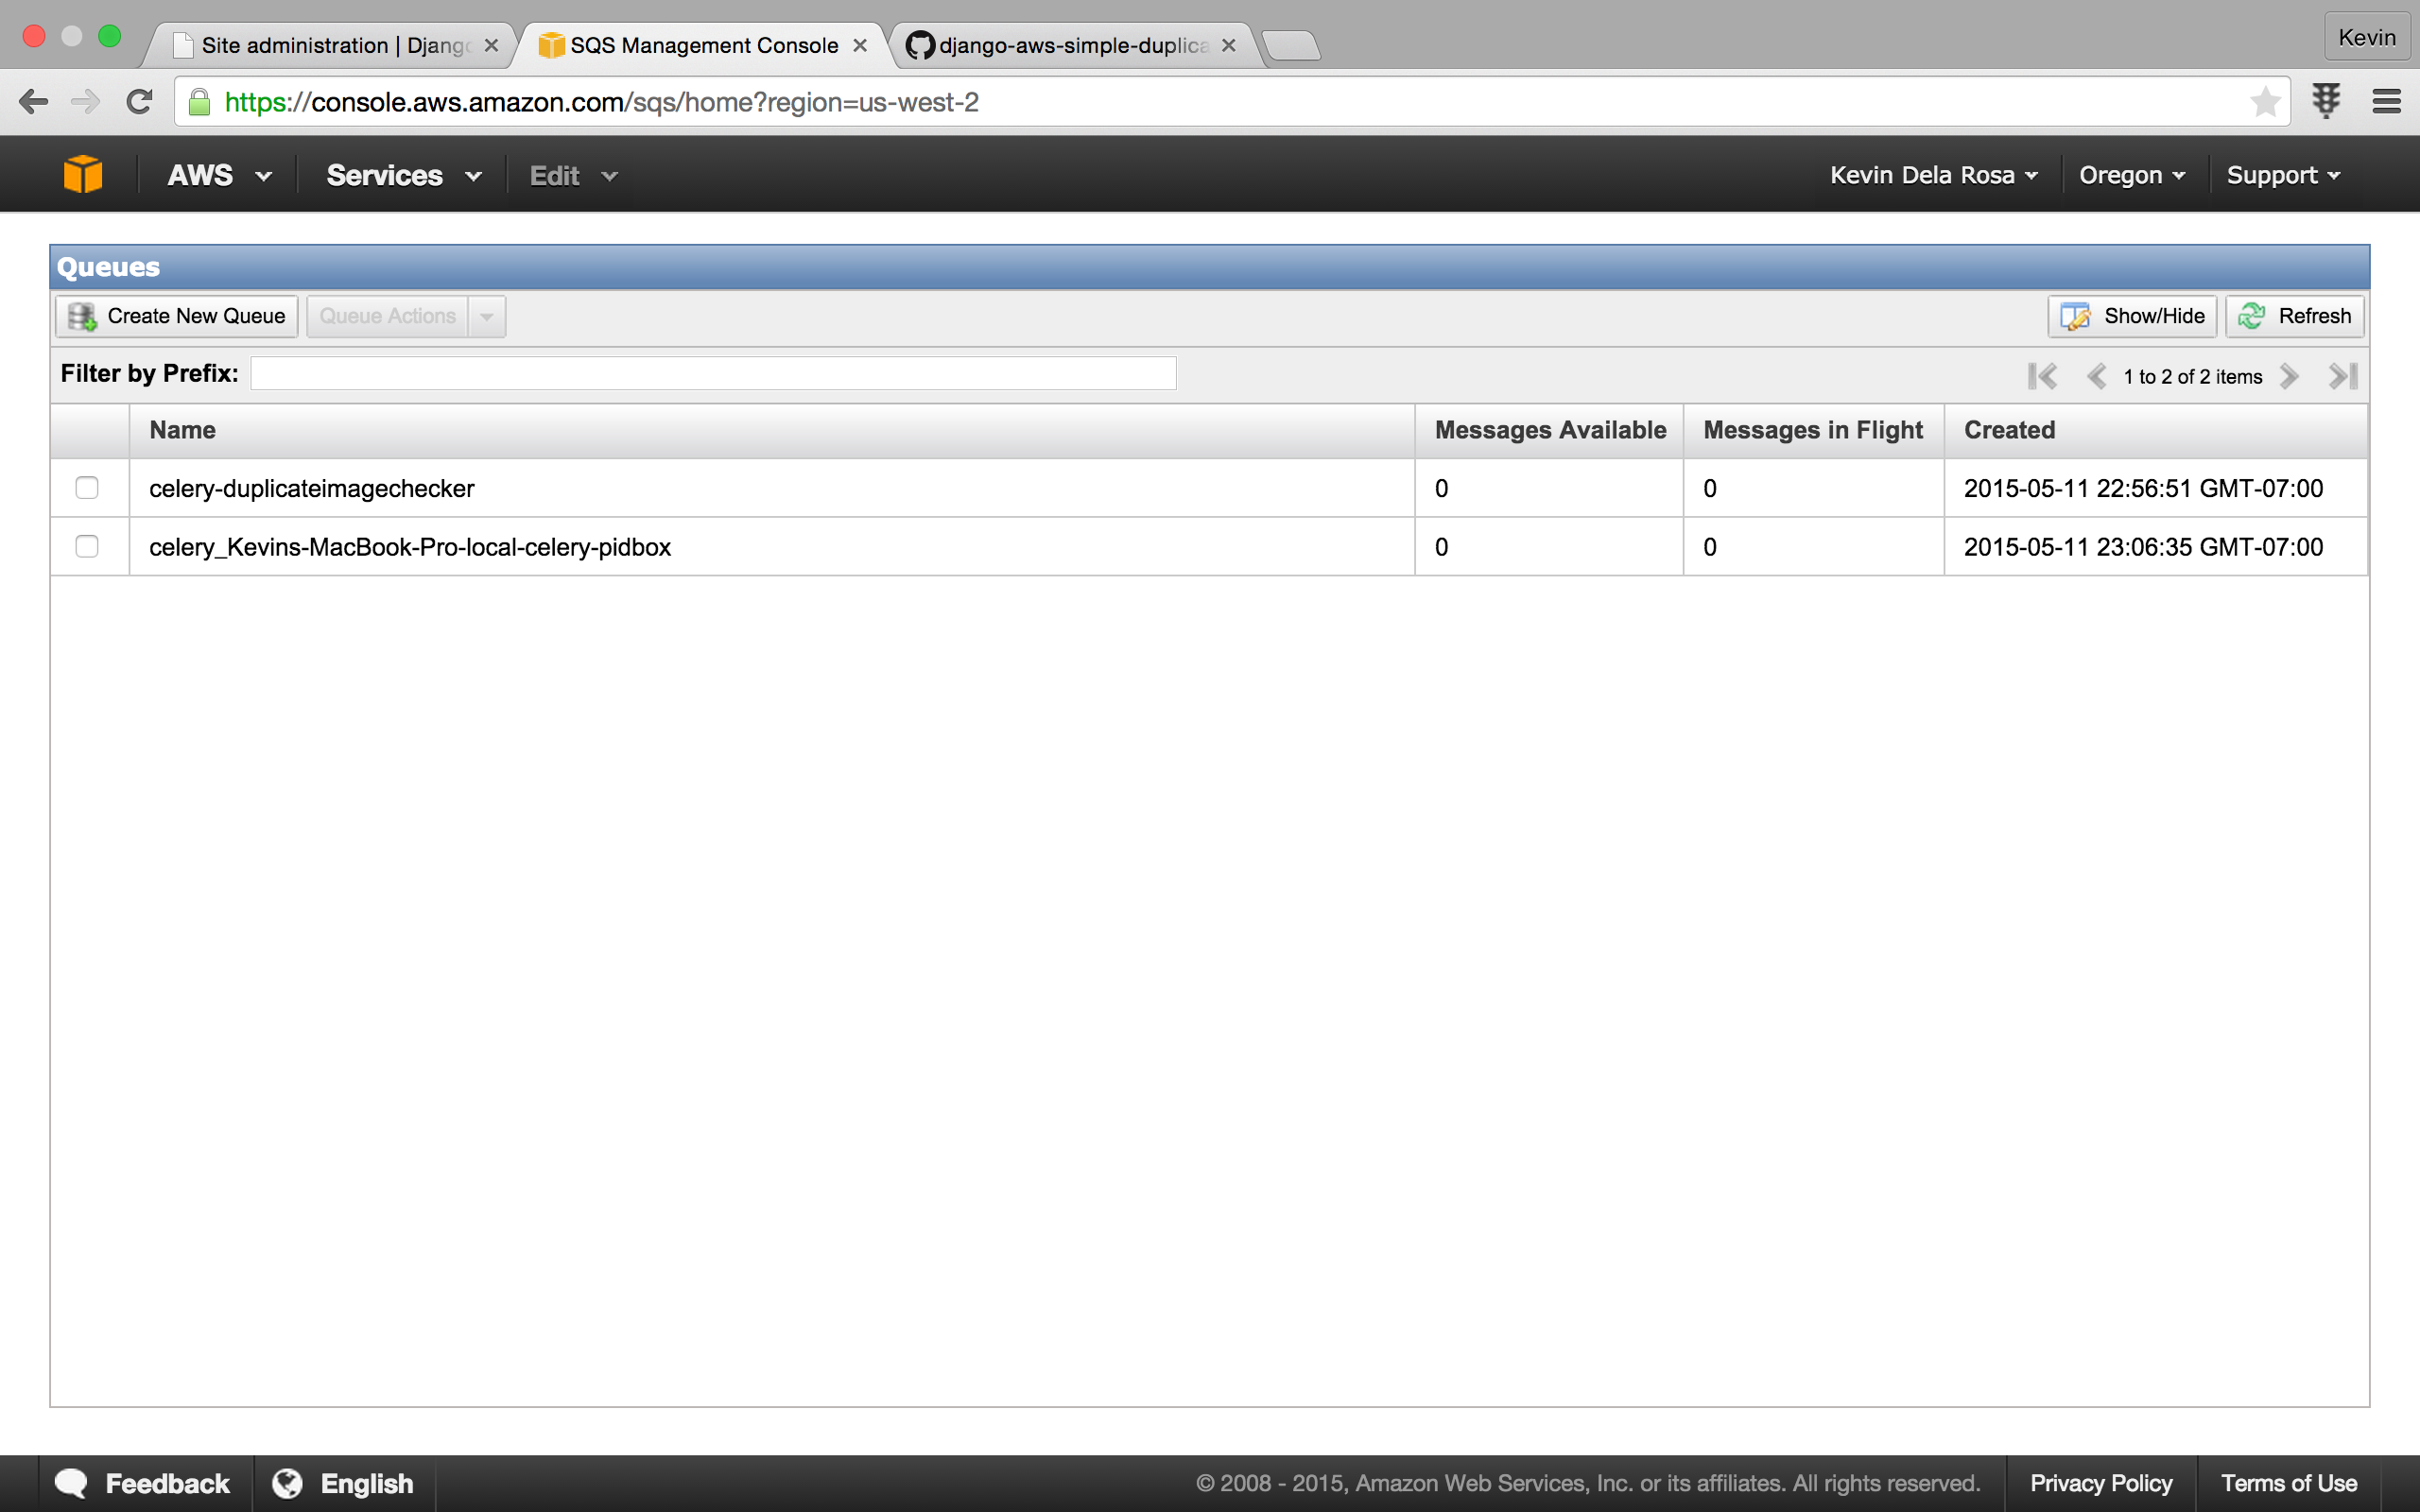 Site administration | Djang
SQS Management Console
django-aws-simple-duplica
Kevin
https://console.aws.amazon.com/sqs/home?region=us-west-2
AWS
Services
Edit
Kevin Dela Rosa
Oregon
Support
Queues
Create New Queue
Queue Actions
Show/Hide
Refresh
Filter by Prefix:
1 to 2 of 2 items
Name Messages Available Messages in Flight Created
celery-duplicateimagechecker 0 0 2015-05-11 22:56:51 GMT-07:00
celery_Kevins-MacBook-Pro-local-celery-pidbox 0 0 2015-05-11 23:06:35 GMT-07:00
Feedback
English
© 2008 - 2015, Amazon Web Services, Inc. or its affiliates. All rights reserved.
Privacy Policy
Terms of Use